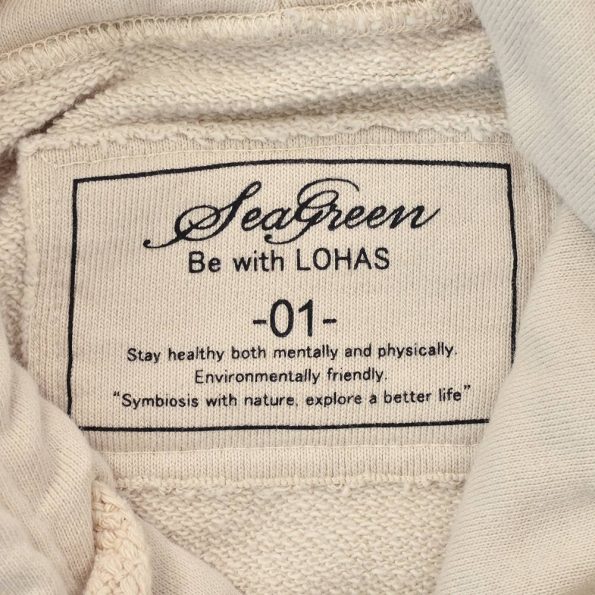 SeaGreen
Be with LOHAS
-01-
Stay healthy both mentally and physically.
Environmentally friendly.
"Symbiosis with nature, explore a better life"